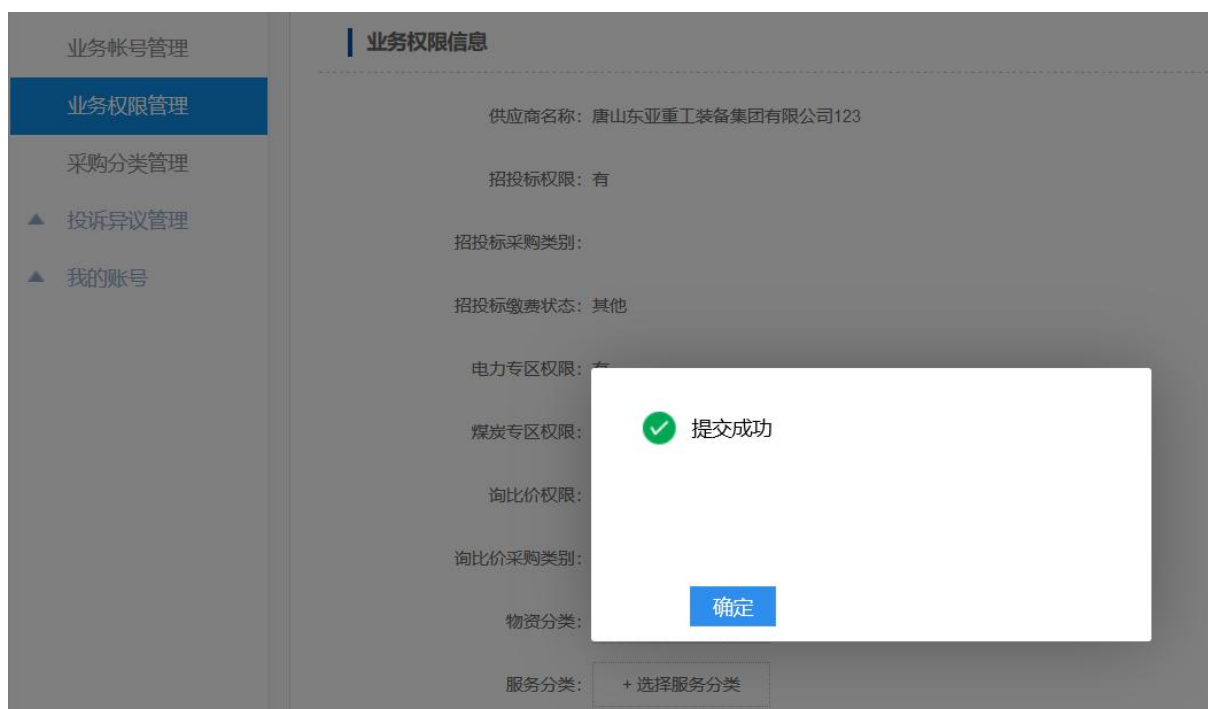 业务帐号管理
业务权限管理
采购分类管理
投诉异议管理
我的账号
业务权限信息
供应商名称：唐山东亚重工装备集团有限公司123
招投标权限：有
招投标采购类别：
招投标缴费状态：其他
电力专区权限：有
煤炭专区权限：
询比价权限：
询比价采购类别：
物资分类：
服务分类：
+ 选择服务分类
提交成功
确定